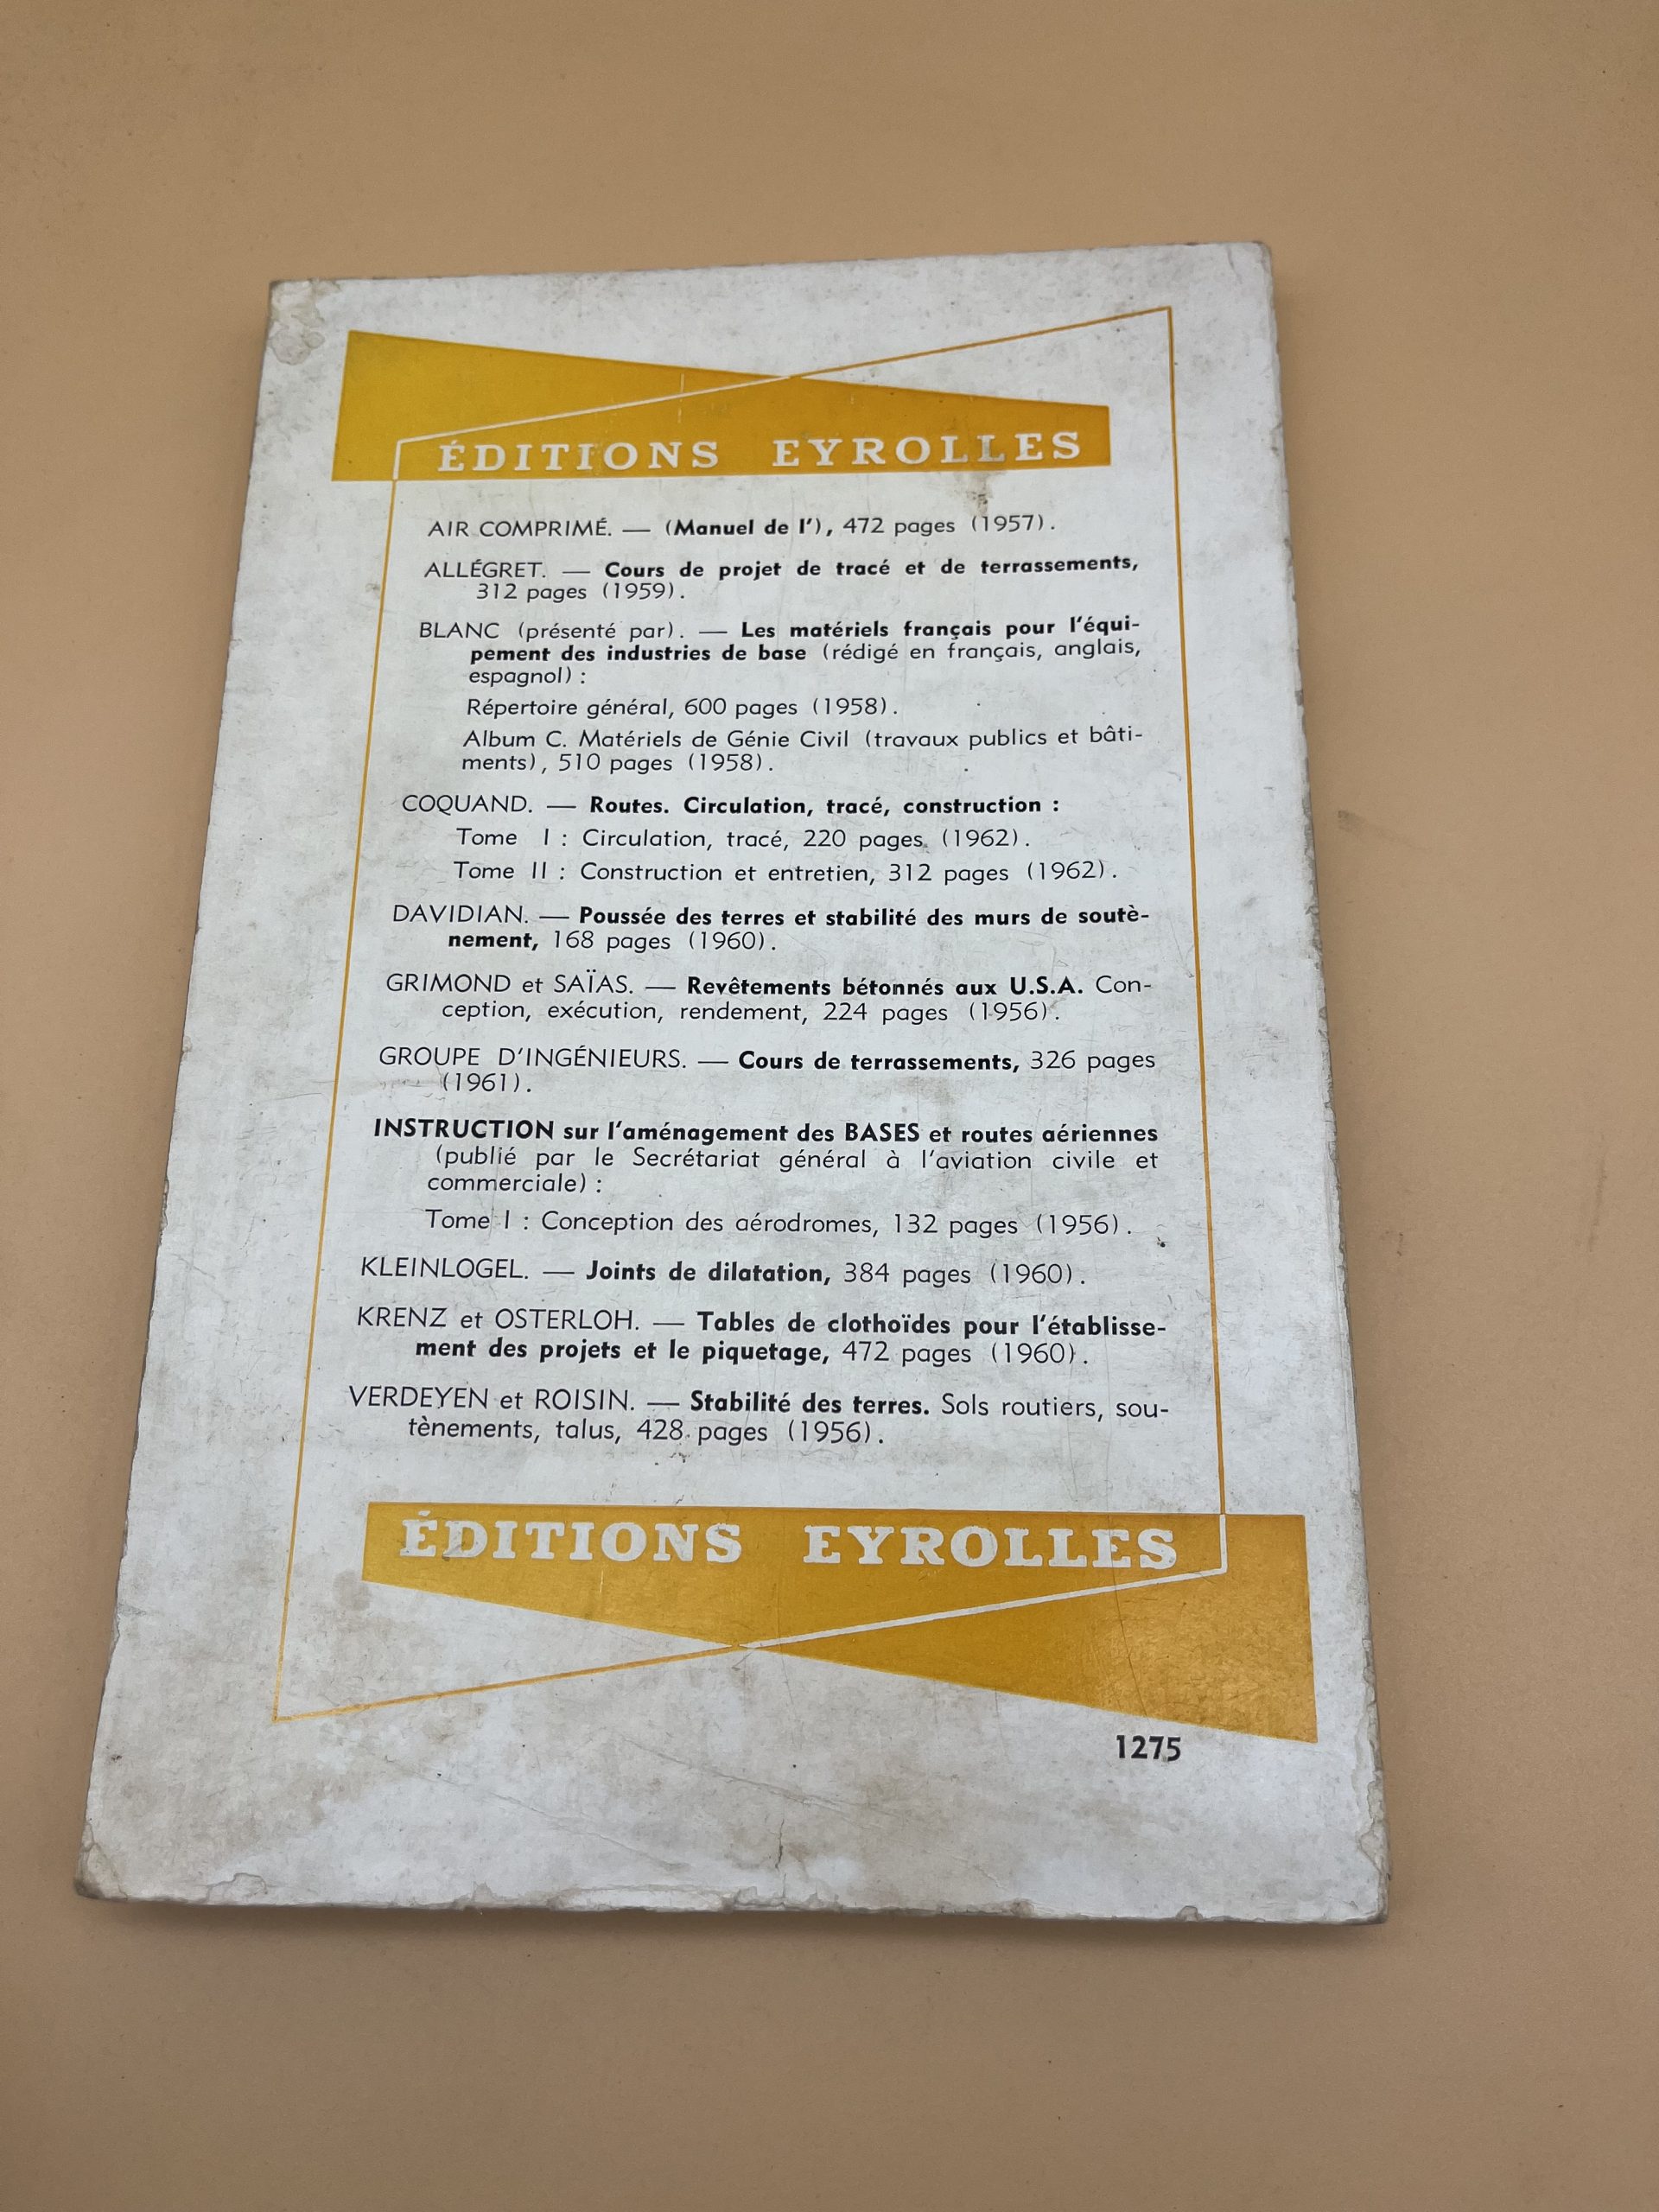 ÉDITIONS EYROLLES
AIR COMPRIMÉ. — (Manuel de l'), 472 pages (1957).
ALLÉGRET. — Cours de projet de tracé et de terrassements,
312 pages (1959).
BLANC (présenté par). — Les matériels français pour l'équi-
pement des industries de base (rédigé en français, anglais,
espagnol) :
Répertoire général, 600 pages (1958).
Album C. Matériels de Génie Civil (travaux publics et bâti-
ments), 510 pages (1958).
COQUAND. — Routes. Circulation, tracé, construction :
Tome I : Circulation, tracé, 220 pages (1962).
Tome II : Construction et entretien, 312 pages (1962).
DAVIDIAN. — Poussée des terres et stabilité des murs de soutè-
nement, 168 pages (1960).
GRIMOND et SAÏAS. — Revêtements bétonnés aux U.S.A. Con-
ception, exécution, rendement, 224 pages (1956).
GROUPE D'INGÉNIEURS. — Cours de terrassements, 326 pages
(1961).
INSTRUCTION sur l'aménagement des BASES et routes aériennes
(publié par le Secrétariat général à l'aviation civile et
commerciale) :
Tome I : Conception des aérodromes, 132 pages (1956).
KLEINLOGEL. — Joints de dilatation, 384 pages (1960).
KRENZ et OSTERLOH. — Tables de clothoïdes pour l'établisse-
ment des projets et le piquetage, 472 pages (1960).
VERDEYEN et ROISIN. — Stabilité des terres. Sols routiers, sou-
tènements, talus, 428 pages (1956).
ÉDITIONS EYROLLES
1275